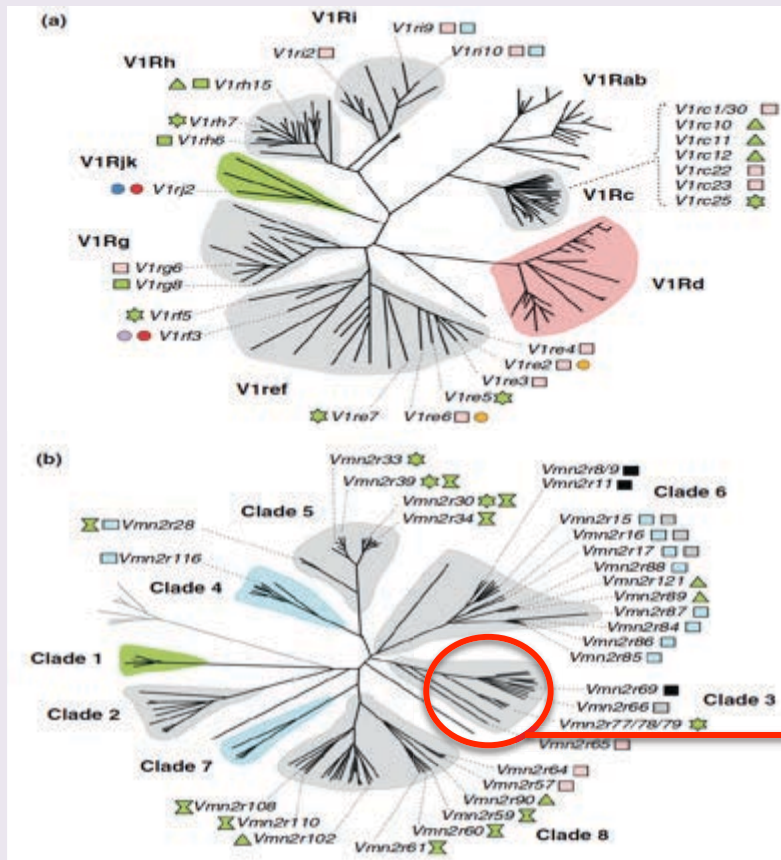 (a)
V1Ri
V1ri9
V1ri2
V1ri10
V1Rh
V1rh15
V1Rab
V1rc1/30
V1rc10
V1rc11
V1rc12
V1rc22
V1rc23
V1rc25
V1rh7
V1rh6
V1Rjk
V1rj2
V1Rc
V1Rg
V1rg6
V1rg8
V1Rd
V1rf5
V1rf3
V1re4
V1re2
V1re3
V1re5
V1ref
V1re7
V1re6
(b)
Vmn2r33
Vmn2r39
Vmn2r30
Vmn2r34
Clade 5
Vmn2r8/9
Vmn2r11
Clade 6
Vmn2r28
Vmn2r116
Clade 4
Vmn2r15
Vmn2r16
Vmn2r17
Vmn2r88
Vmn2r121
Vmn2r89
Vmn2r87
Vmn2r84
Vmn2r86
Vmn2r85
Clade 1
Clade 2
Vmn2r69
Clade 3
Vmn2r66
Vmn2r77/78/79
Vmn2r65
Clade 7
Vmn2r64
Vmn2r57
Vmn2r90
Vmn2r59
Vmn2r60
Clade 8
Vmn2r108
Vmn2r110
Vmn2r102
Vmn2r61